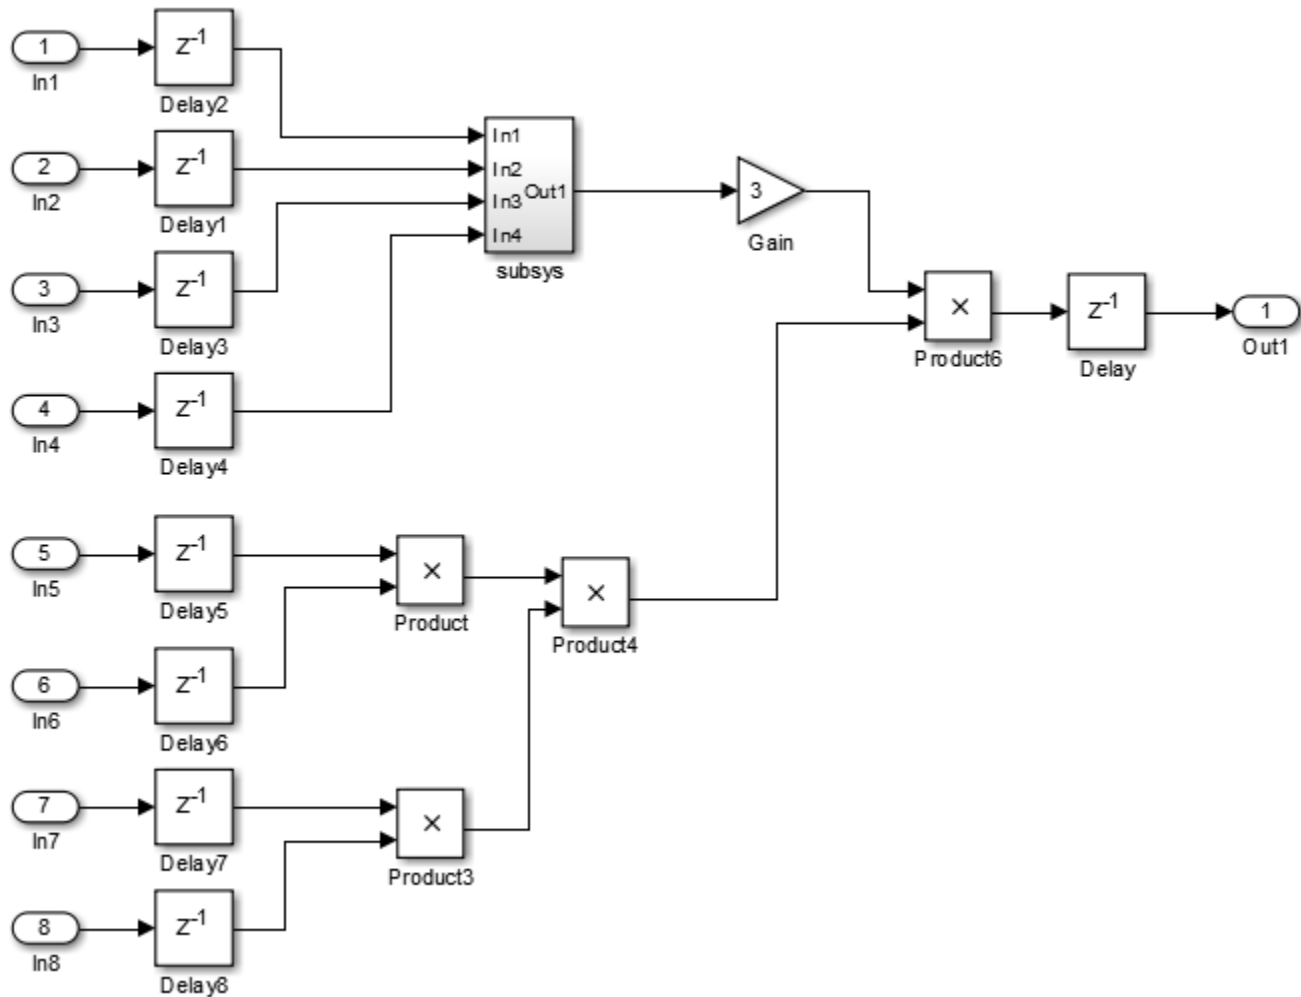 1
In1
Z-1
Delay2
2
In2
Z-1
Delay1
3
In3
Z-1
Delay3
4
In4
Z-1
Delay4
In1
In2
In3
In4
Out1
subsys
3
Gain
×
Product6
Z-1
Delay
1
Out1
5
In5
Z-1
Delay5
6
In6
Z-1
Delay6
×
Product
×
Product4
7
In7
Z-1
Delay7
8
In8
Z-1
Delay8
×
Product3